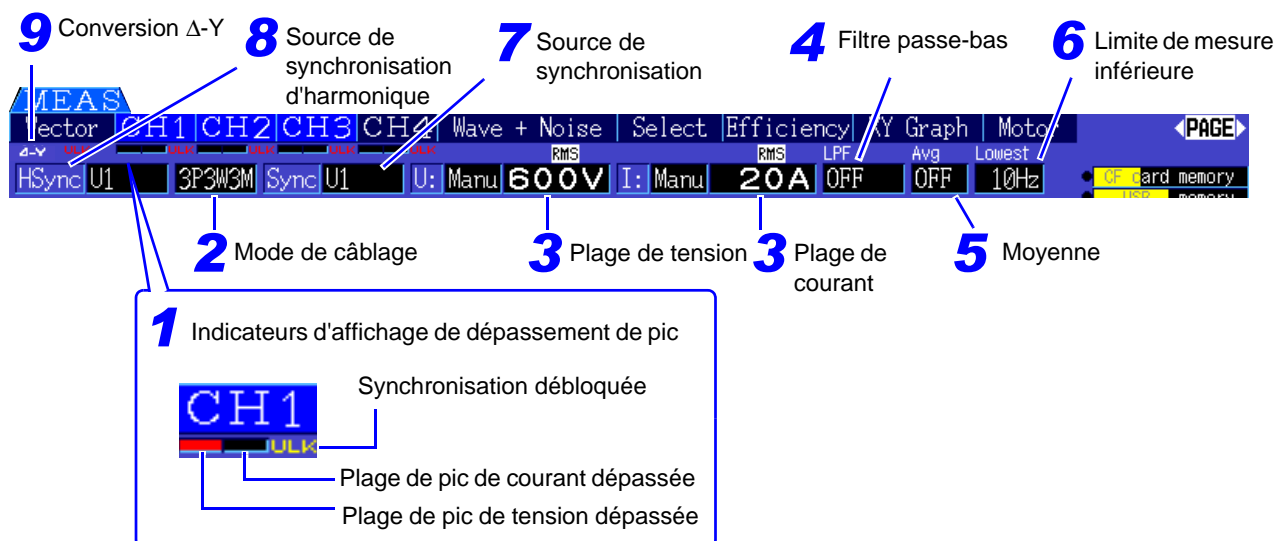 9 Conversion Δ-Y
8 Source de
synchronisation
d'harmonique
7 Source de
synchronisation
4 Filtre passe-bas
6 Limite de mesure
inférieure
MEAS
Vector CH1 CH2 CH3 CH4 Wave + Noise Select Efficiency XY Graph Motor PAGE
Δ-Y ULK ULK ULK ULK ULK RMS RMS LPF Avg Lowest
HSync U1 3P3W3M Sync U1 U: Manu 600V I: Manu 20A OFF OFF 10Hz CF card memory
USB memory
2 Mode de câblage
3 Plage de tension
3 Plage de
courant
5 Moyenne
1 Indicateurs d'affichage de dépassement de pic
Synchronisation débloquée
CH1
ULK
Plage de pic de courant dépassée
Plage de pic de tension dépassée